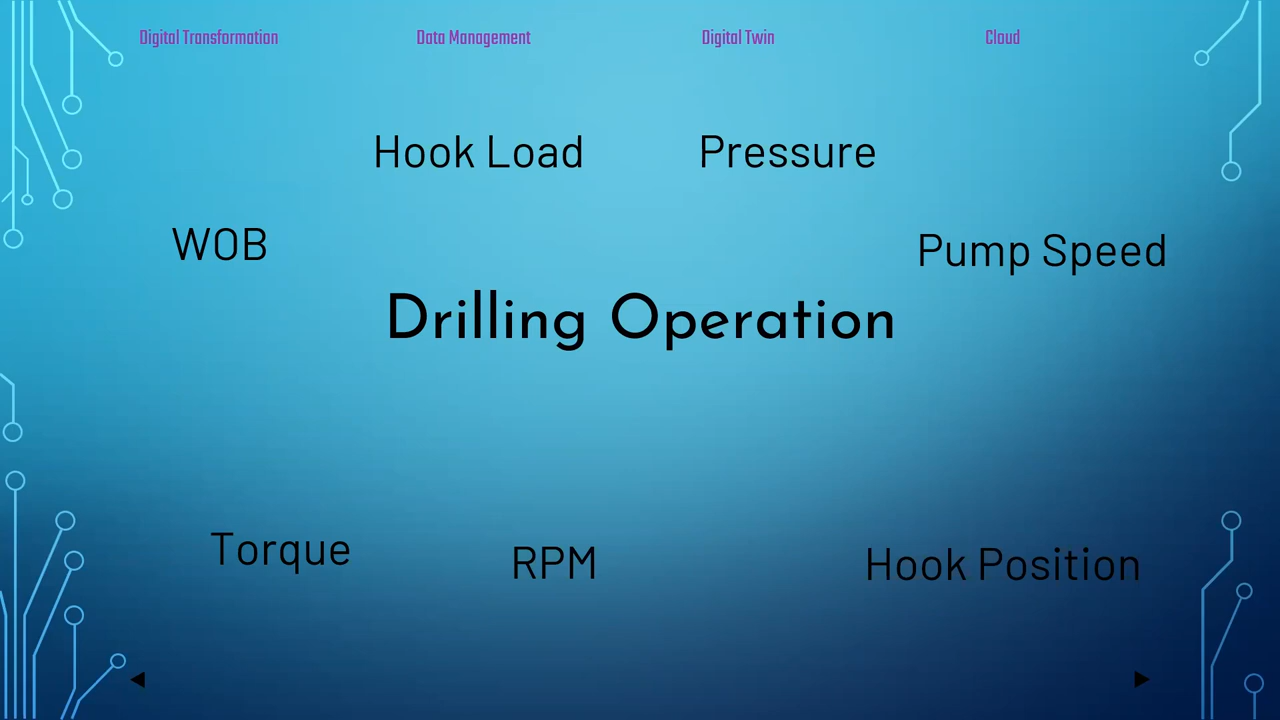 Digital Transformation
Data Management
Digital Twin
Cloud
Hook Load
Pressure
WOB
Pump Speed
Drilling Operation
Torque
RPM
Hook Position